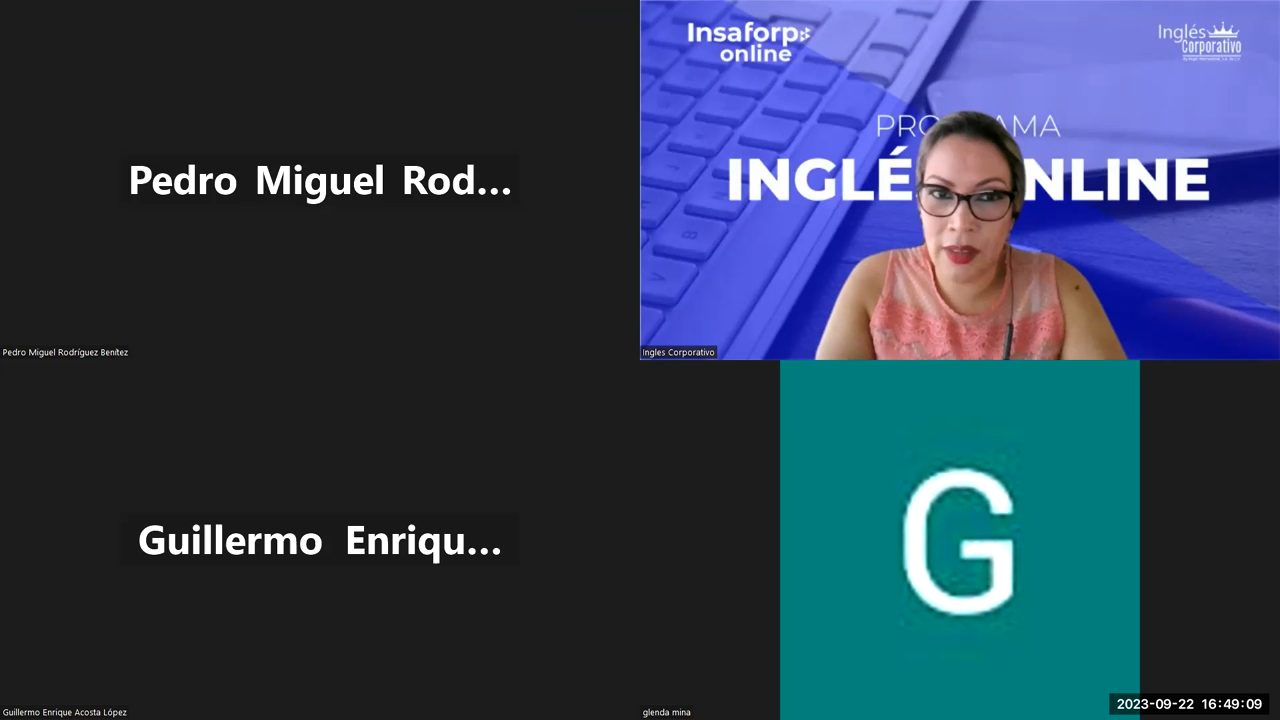 Pedro Miguel Rod...
Pedro Miguel Rodríguez Benítez
Insaforp
online
Inglés
Corporativo
INGLÉ NLINE
Ingles Corporativo
Guillermo Enriqu...
Guillermo Enrique Acosta López
G
glenda mina
2023-09-22 16:49:09